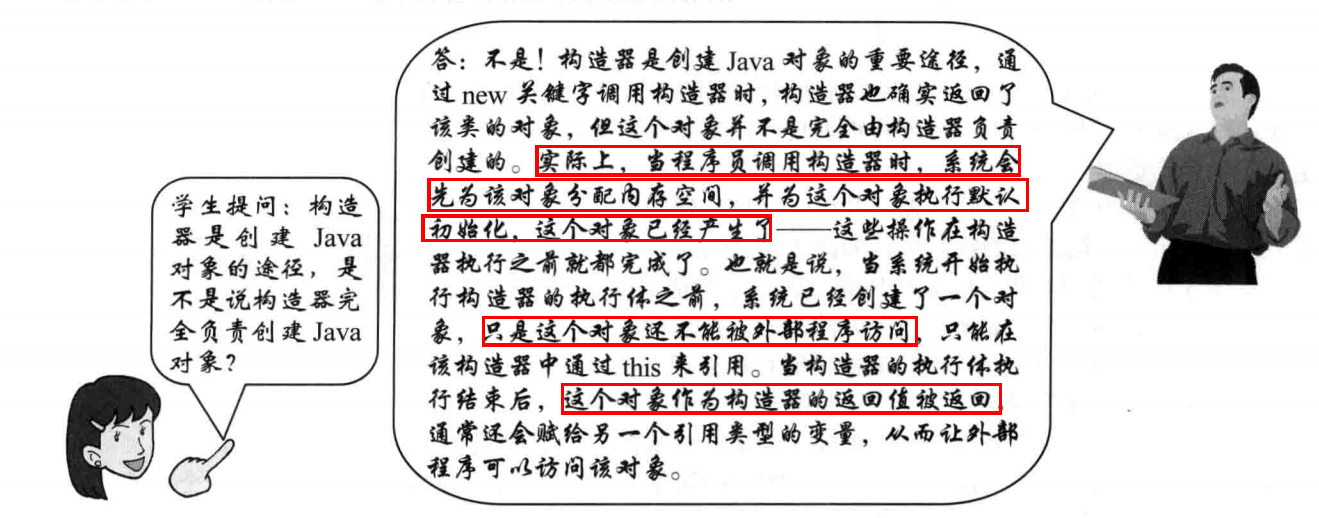 学生提问：构造
器是创建 Java
对象的途径，是
不是说构造器完
全负责创建 Java
对象？
答：不是！构造器是创建 Java 对象的重要途径，通
过 new 关键字调用构造器时，构造器也确实返回了
该类的对象，但这个对象并不是完全由构造器负责
创建的。实际上，当程序员调用构造器时，系统会
先为该对象分配内存空间，并为这个对象执行默认
初始化，这个对象已经产生了——这些操作在构造
器执行之前就都完成了。也就是说，当系统开始执
行构造器的执行体之前，系统已经创建了一个对
象，只是这个对象还不能被外部程序访问，只能在
该构造器中通过 this 来引用。当构造器的执行体执
行结束后，这个对象作为构造器的返回值被返回，
通常还会赋给另一个引用类型的变量，从而让外部
程序可以访问该对象。